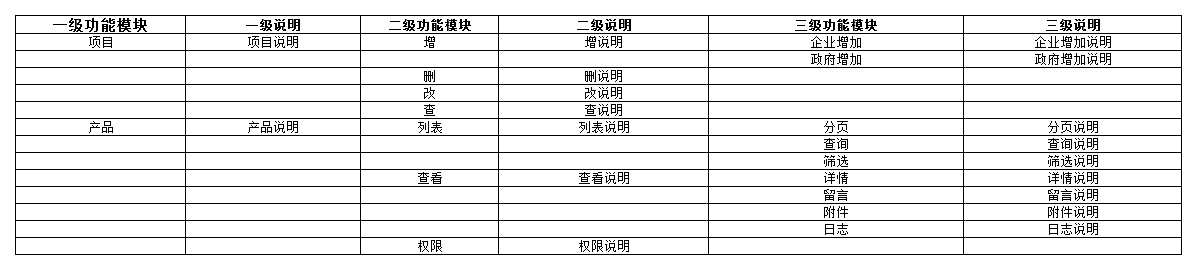 一级功能模块 一级说明 二级功能模块 二级说明 三级功能模块 三级说明
项目 项目说明 增 增说明 企业增加 企业增加说明
政府增加 政府增加说明
删 删说明
改 改说明
查 查说明
产品 产品说明 列表 列表说明 分页 分页说明
查询 查询说明
筛选 筛选说明
查看 查看说明 详情 详情说明
留言 留言说明
附件 附件说明
日志 日志说明
权限 权限说明